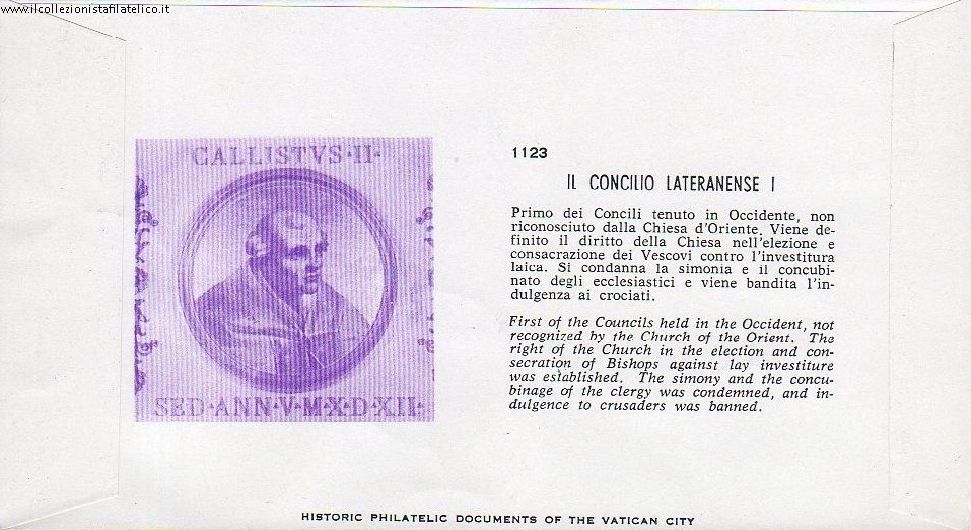 www.ilcollezionistafilatelico.it
CALLISTVS·II·
SED·ANN·V·M·X·D·XII·
1123
IL CONCILIO LATERANENSE I
Primo dei Concili tenuto in Occidente, non
riconosciuto dalla Chiesa d'Oriente. Viene de-
finito il diritto della Chiesa nell'elezione e
consacrazione dei Vescovi contro l'investitura
laica. Si condanna la simonia e il concubi-
nato degli ecclesiastici e viene bandita l'in-
dulgenza ai crociati.
First of the Councils held in the Occident, not
recognized by the Church of the Orient. The
right of the Church in the election and con-
secration of Bishops against lay investiture
was established. The simony and the concu-
binage of the clergy was condemned, and in-
dulgence to crusaders was banned.
HISTORIC PHILATELIC DOCUMENTS OF THE VATICAN CITY